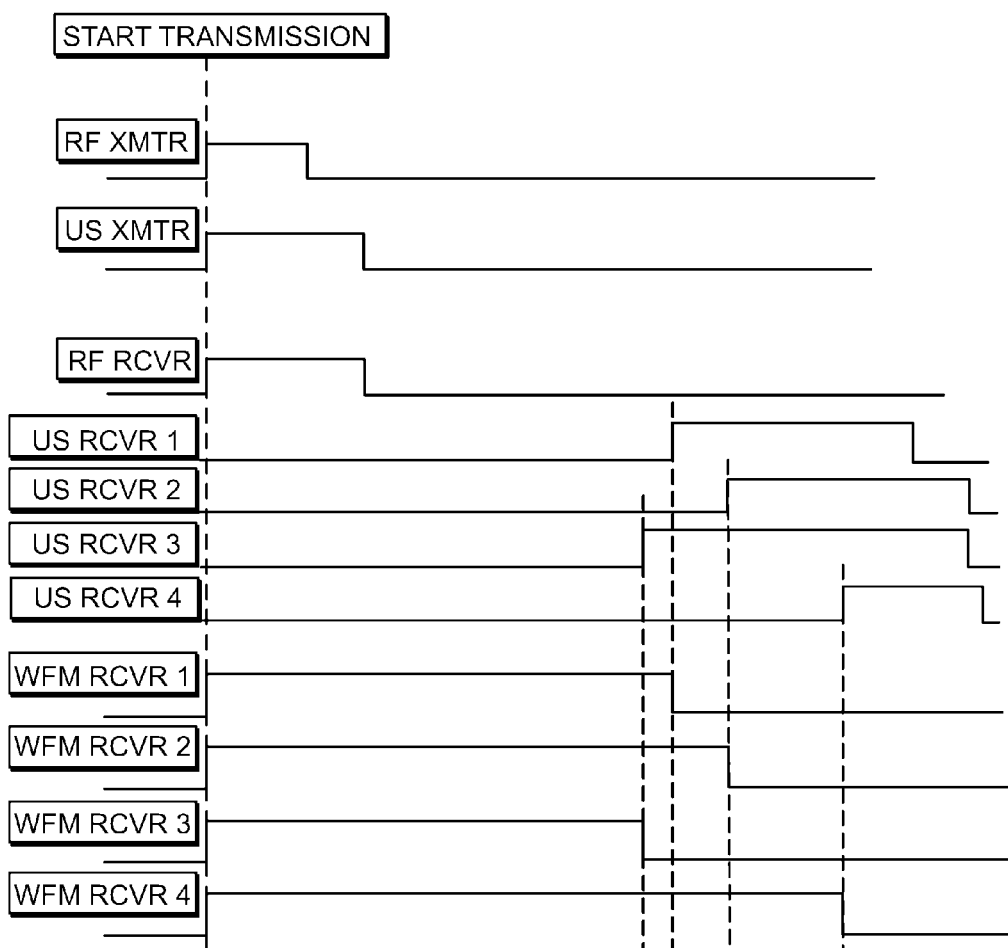 START TRANSMISSION
RF XMTR
US XMTR
RF RCVR
US RCVR 1
US RCVR 2
US RCVR 3
US RCVR 4
WFM RCVR 1
WFM RCVR 2
WFM RCVR 3
WFM RCVR 4